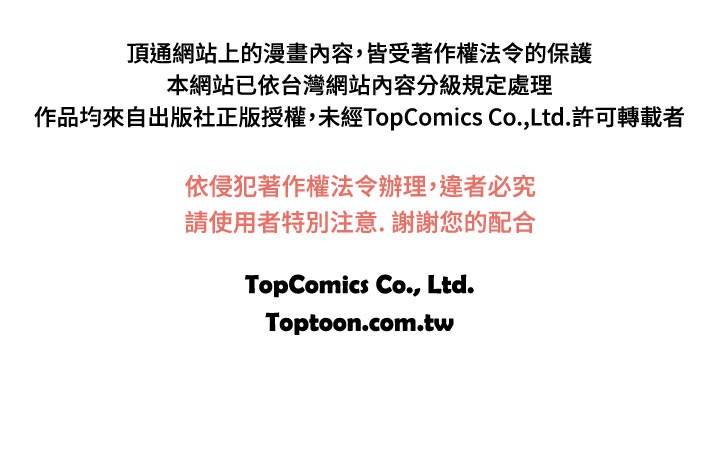 頂通網站上的漫畫內容，皆受著作權法令的保護
本網站已依台灣網站內容分級規定處理
作品均來自出版社正版授權，未經TopComics Co.,Ltd.許可轉載者
依侵犯著作權法令辦理，違者必究
請使用者特別注意. 謝謝您的配合
TopComics Co., Ltd.
Toptoon.com.tw